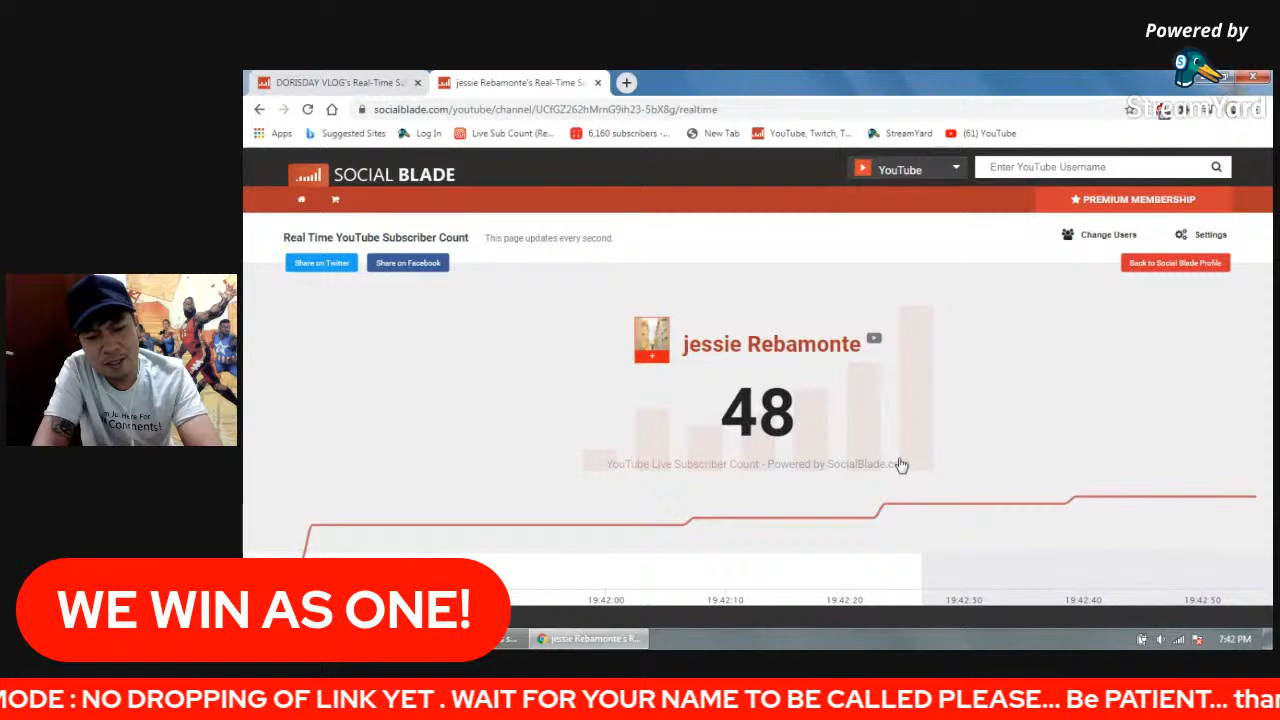 Powered by
StreamYard
DORISDAY VLOG's Real-Time Su
jessie Rebamonte's Real-Time S
socialblade.com/youtube/channel/UCfGZ262hMrnG9ih23-5bX8g/realtime
Apps
Suggested Sites
Log In
Live Sub Count (Re...
6,160 subscribers -...
New Tab
YouTube, Twitch, T...
StreamYard
(61) YouTube
SOCIAL BLADE
YouTube
Enter YouTube Username
PREMIUM MEMBERSHIP
Real Time YouTube Subscriber Count
This page updates every second.
Change Users
Settings
Share on Twitter
Share on Facebook
Back to Social Blade Profile
jessie Rebamonte
48
YouTube Live Subscriber Count - Powered by SocialBlade.c
Here For
Comments!
19:42:00
19:42:10
19:42:20
19:42:30
19:42:40
19:42:50
WE WIN AS ONE!
jessie Rebamonte's R...
7:42 PM
MODE : NO DROPPING OF LINK YET . WAIT FOR YOUR NAME TO BE CALLED PLEASE... Be PATIENT... than